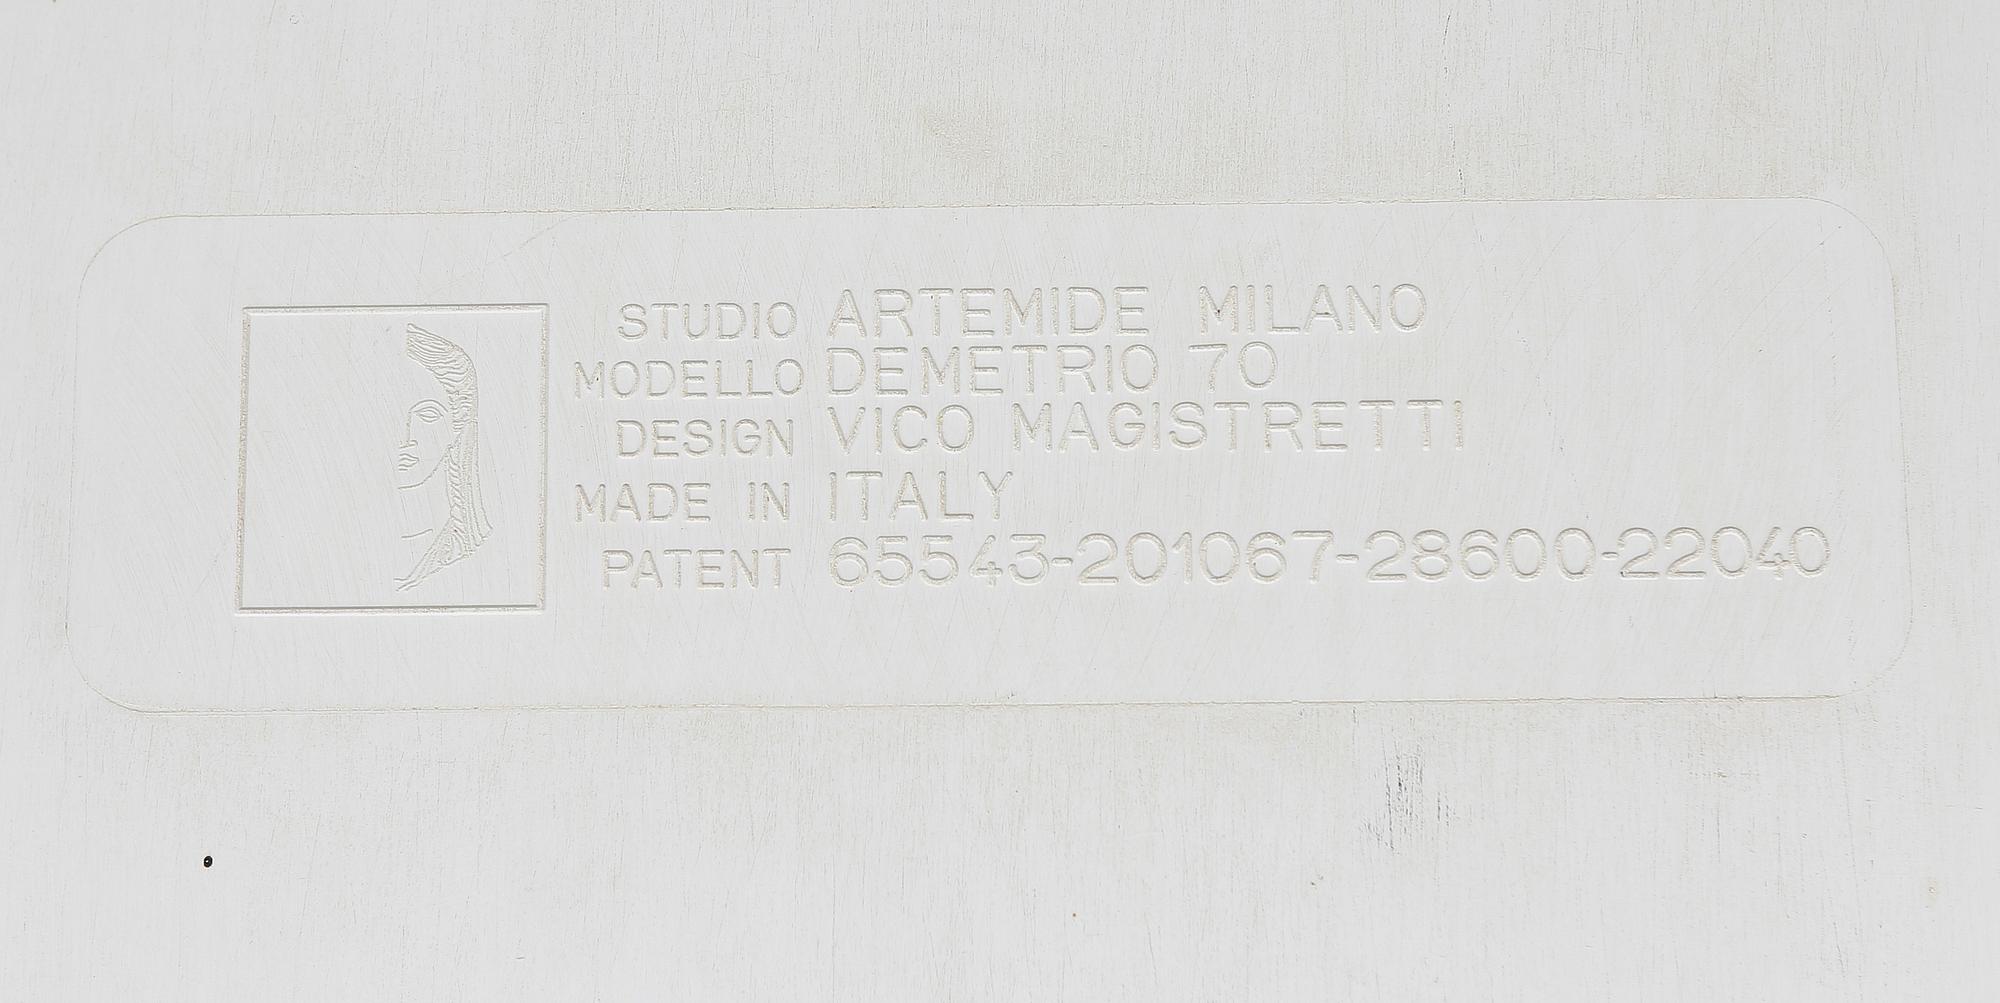 STUDIO ARTEMIDE MILANO
MODELLO DEMETRIO 70
DESIGN VICO MAGISTRETTI
MADE IN ITALY
PATENT 65543-201067-28600-22040